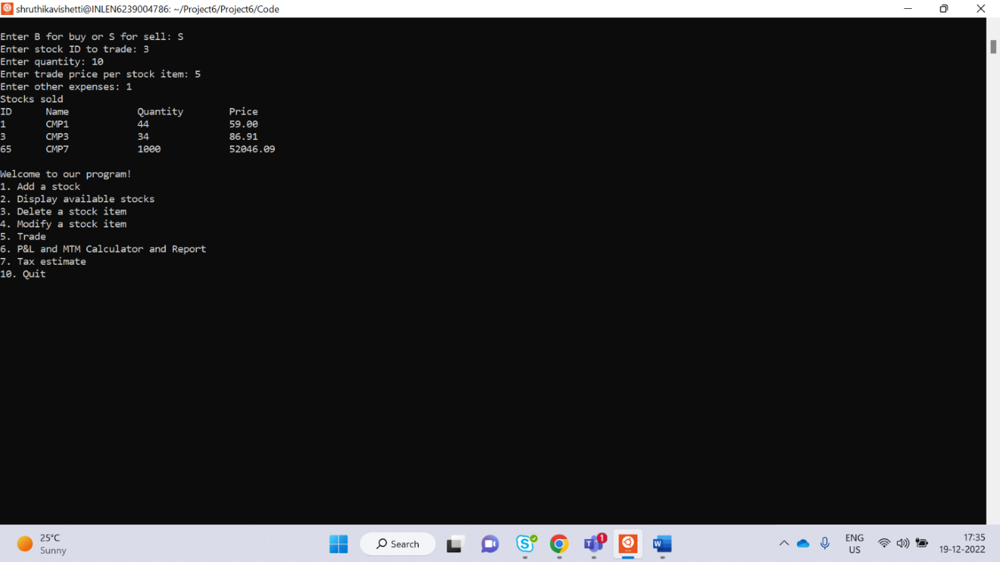 shruthikavishetti@INLEN6239004786: ~/Project6/Project6/Code
Enter B for buy or S for sell: S
Enter stock ID to trade: 3
Enter quantity: 10
Enter trade price per stock item: 5
Enter other expenses: 1
Stocks sold
ID Name Quantity Price
1 CMP1 44 59.00
3 CMP3 34 86.91
65 CMP7 1000 52046.09
Welcome to our program!
1. Add a stock
2. Display available stocks
3. Delete a stock item
4. Modify a stock item
5. Trade
6. P&L and MTM Calculator and Report
7. Tax estimate
10. Quit
25°C
Sunny
Search
1
ENG
US
17:35
19-12-2022